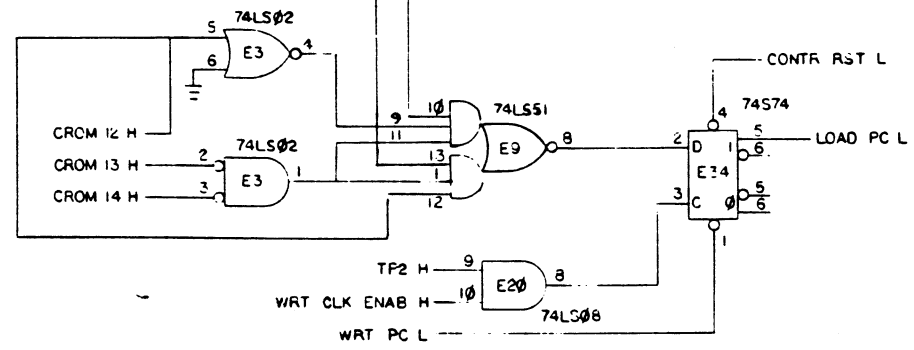 74LSØ2
5
E3
4
6
CONTR RST L
4
74S74
1Ø
74LS51
9
11
CROM 12 H
74LSØ2
E9
8
2
D
1
5
LOAD PC L
6
CROM 13 H
2
E3
1
13
1
E34
CROM 14 H
3
12
3
C
Ø
5
6
1
TP2 H
9
E2Ø
8
WRT CLK ENAB H
1Ø
74LSØ8
WRT PC L